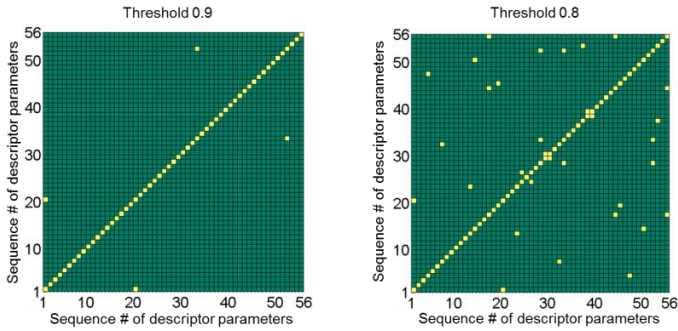 Threshold 0.9
Sequence # of descriptor parameters
56
50
40
30
20
10
1
1 10 20 30 40 50 56
Sequence # of descriptor parameters
Threshold 0.8
Sequence # of descriptor parameters
56
50
40
30
20
10
1
1 10 20 30 40 50 56
Sequence # of descriptor parameters